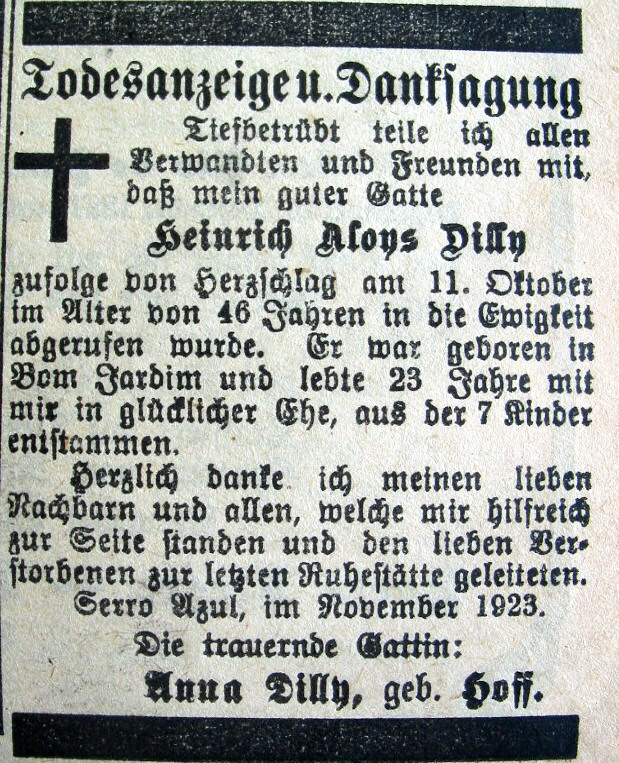 Todesanzeige u. Danksagung
Tiefbetrübt teile ich allen
Verwandten und Freunden mit,
daß mein guter Gatte
Heinrich Aloys Dilly
zufolge von Herzschlag am 11. Oktober
im Alter von 46 Jahren in die Ewigkeit
abgerufen wurde. Er war geboren in
Bom Jardim und lebte 23 Jahre mit
mir in glücklicher Ehe, aus der 7 Kinder
entstammen.
Herzlich danke ich meinen lieben
Nachbarn und allen, welche mir hilfreich
zur Seite standen und den lieben Ver-
storbenen zur letzten Ruhestätte geleiteten.
Serro Azul, im November 1923.
Die trauernde Gattin:
Anna Dilly, geb. Hoff.